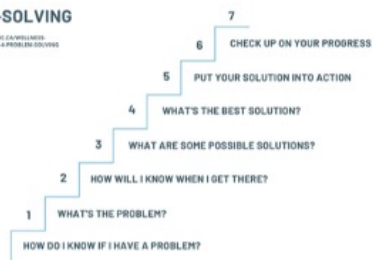 -SOLVING
7
6
CHECK UP ON YOUR PROGRESS
5
PUT YOUR SOLUTION INTO ACTION
4
WHAT'S THE BEST SOLUTION?
3
WHAT ARE SOME POSSIBLE SOLUTIONS?
2
HOW WILL I KNOW WHEN I GET THERE?
1
WHAT'S THE PROBLEM?
HOW DO I KNOW IF I HAVE A PROBLEM?